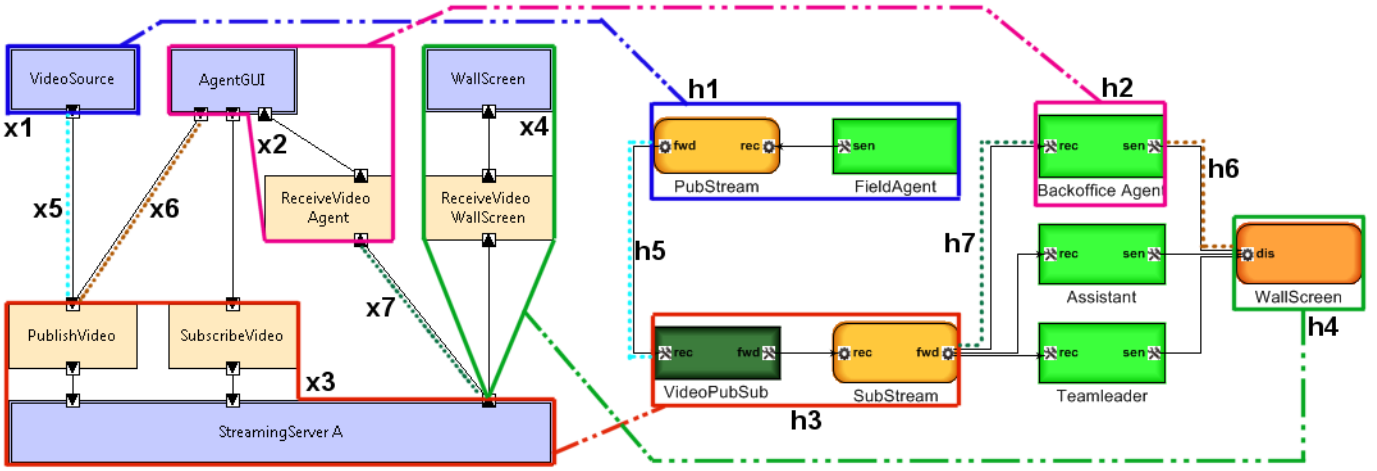 VideoSource
AgentGUI
WallScreen
x1
x2
x4
ReceiveVideo
Agent
ReceiveVideo
WallScreen
x5
x6
x7
PublishVideo
SubscribeVideo
x3
StreamingServer A
h1
fwd
rec
sen
PubStream
FieldAgent
h2
rec
sen
Backoffice Agent
h5
h7
h6
rec
sen
Assistant
dis
WallScreen
h4
rec
fwd
rec
fwd
VideoPubSub
SubStream
h3
rec
sen
Teamleader